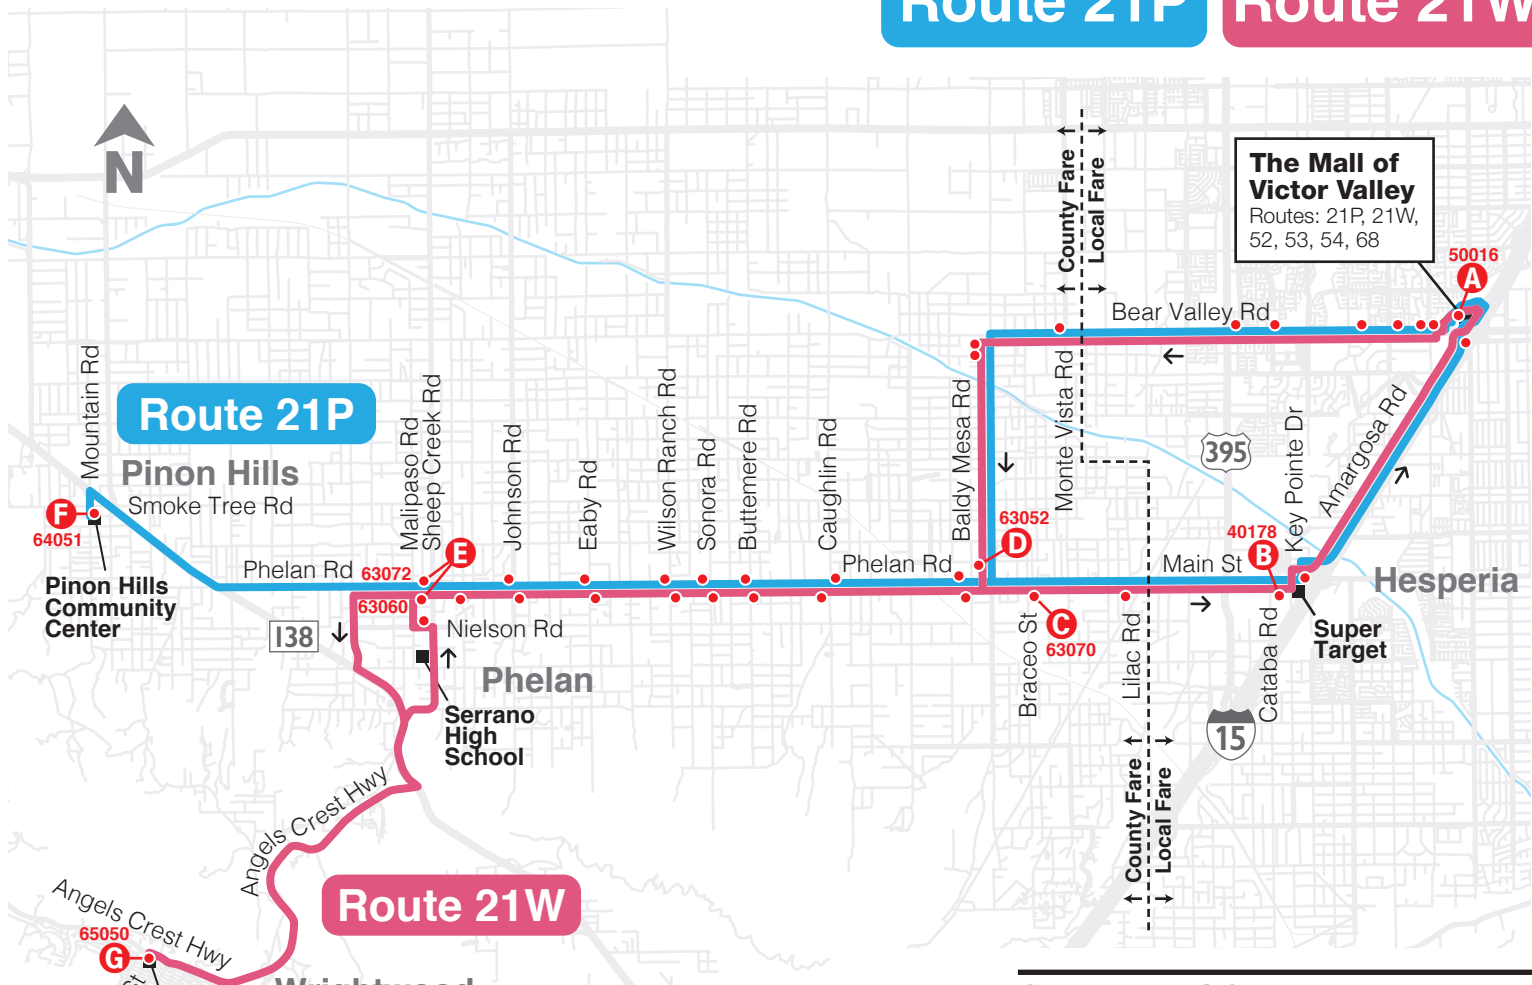 Route 21P
Route 21W
N
County Fare
Local Fare
The Mall of
Victor Valley
Routes: 21P, 21W,
52, 53, 54, 68
50016
A
Bear Valley Rd
Mountain Rd
Route 21P
Pinon Hills
Smoke Tree Rd
F
64051
Pinon Hills
Community
Center
Phelan Rd
Malipaso Rd
Sheep Creek Rd
E
63072
63060
Johnson Rd
Eaby Rd
Wilson Ranch Rd
Sonora Rd
Buttemere Rd
Caughlin Rd
Phelan Rd
Baldy Mesa Rd
63052
D
Monte Vista Rd
395
Key Pointe Dr
Amargosa Rd
40178
B
Main St
Hesperia
138
Nielson Rd
Phelan
Serrano
High
School
Braceo St
C
63070
Lilac Rd
Cataba Rd
Super
Target
15
County Fare
Local Fare
Angels Crest Hwy
Route 21W
Angels Crest Hwy
65050
G
St
Wrightwood